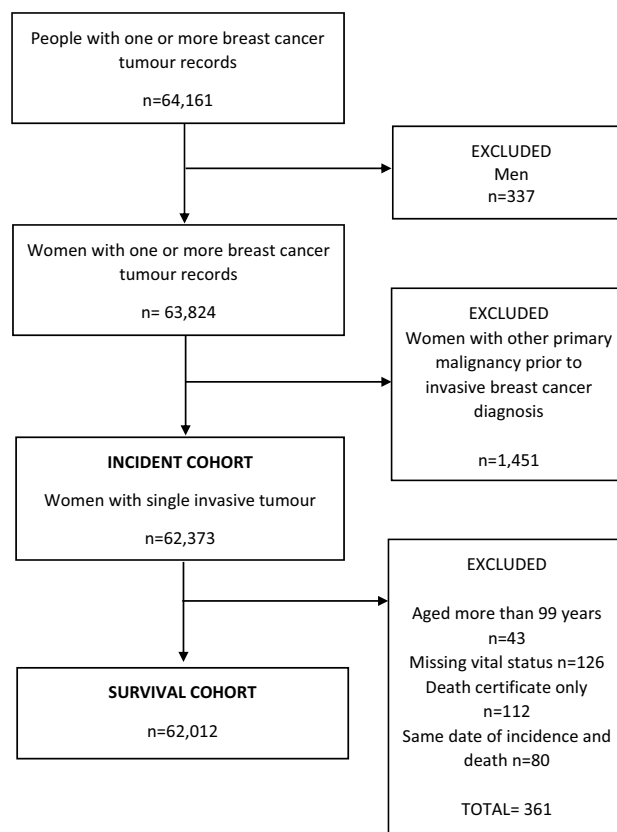 People with one or more breast cancer
tumour records
n=64,161
EXCLUDED
Men
n=337
Women with one or more breast cancer
tumour records
n= 63,824
EXCLUDED
Women with other primary
malignancy prior to
invasive breast cancer
diagnosis
n=1,451
INCIDENT COHORT
Women with single invasive tumour
n=62,373
EXCLUDED
Aged more than 99 years
n=43
Missing vital status n=126
Death certificate only
n=112
Same date of incidence and
death n=80
TOTAL= 361
SURVIVAL COHORT
n=62,012